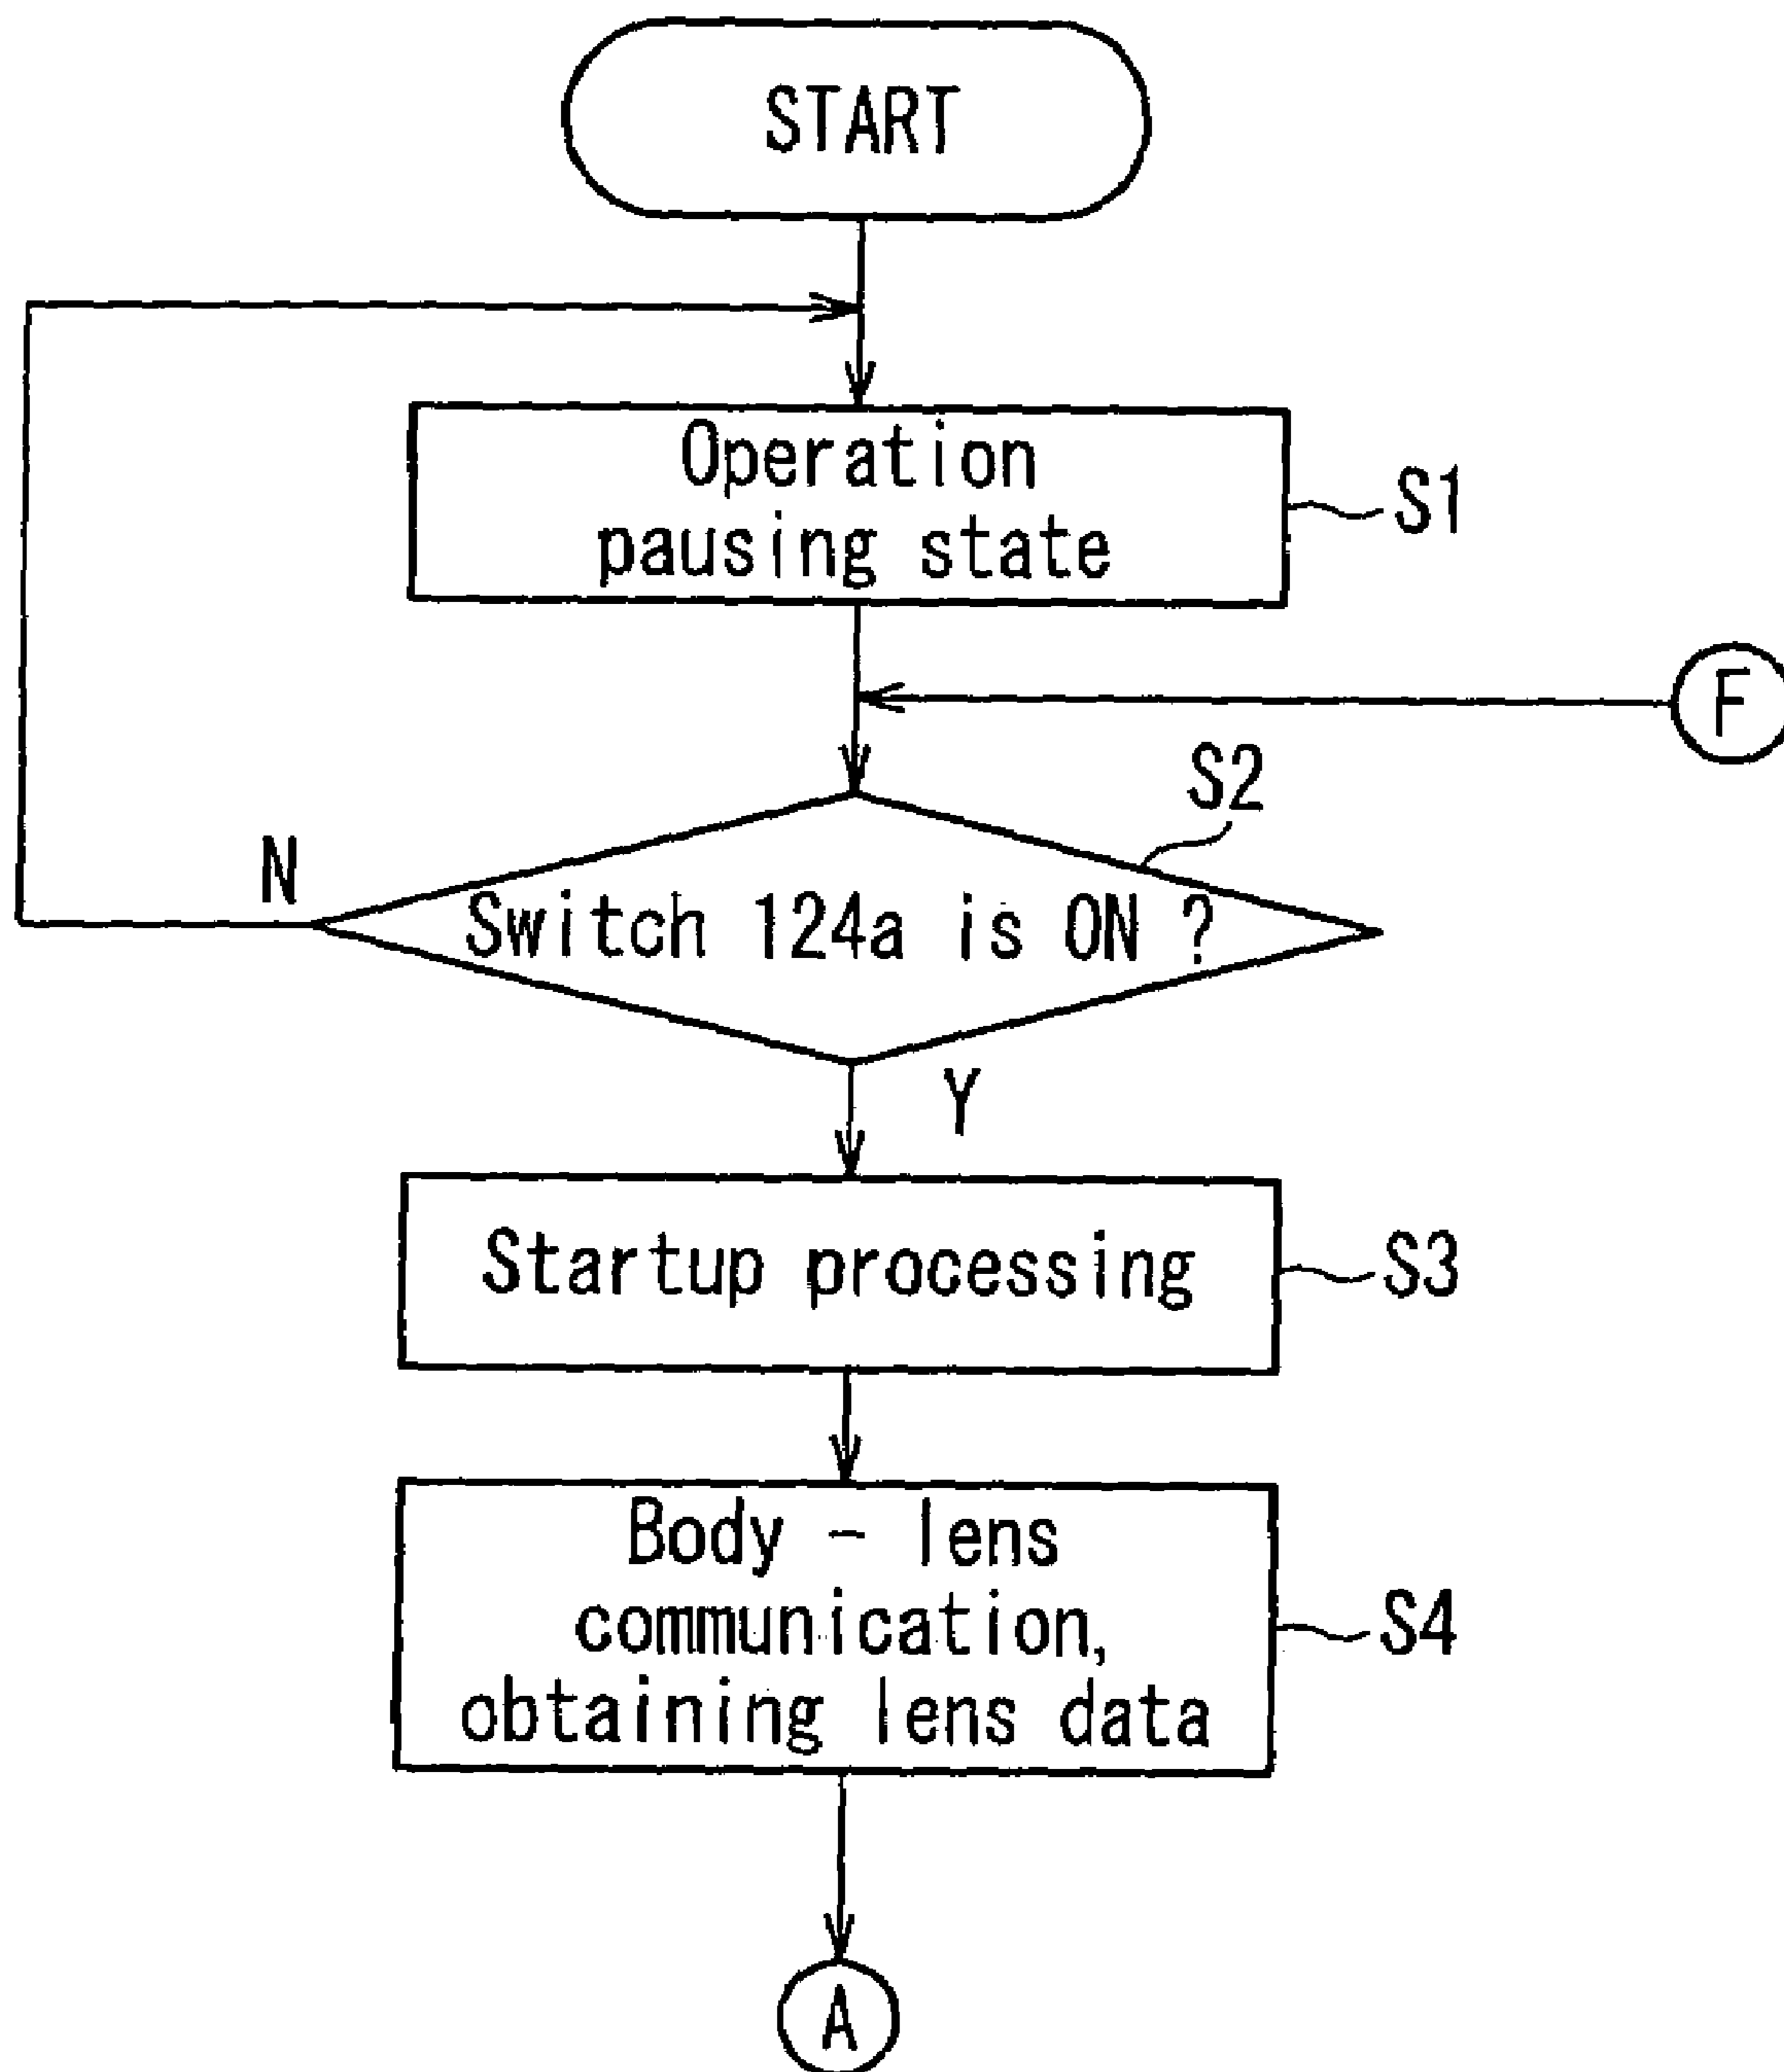 START
Operation
pausing state
S1
F
S2
N
Switch 124a is ON ?
Y
Startup processing
S3
Body - lens
communication,
obtaining lens data
S4
A